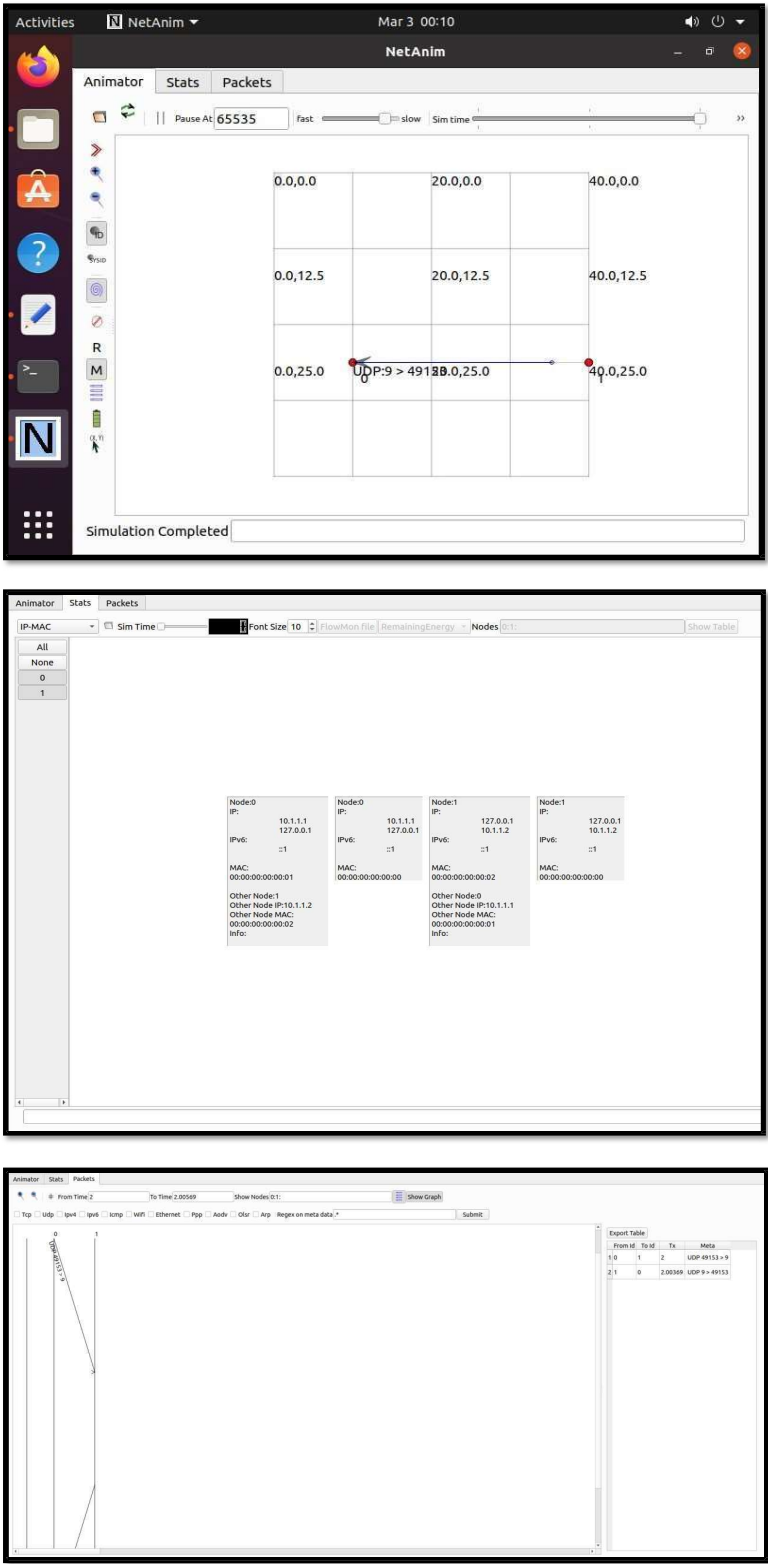 Activities NetAnim Mar 3 00:10
NetAnim
Animator Stats Packets
Pause At 65535 fast slow Sim time »
0.0,0.0 20.0,0.0 40.0,0.0
ID
SYSID
0.0,12.5 20.0,12.5 40.0,12.5
R
M
0.0,25.0 UDP:9 > 49153 20.0,25.0 40.0,25.0
0 1
(X, Y)
N
Simulation Completed
Animator Stats Packets
IP-MAC Sim Time Font Size 10 FlowMon file RemainingEnergy Nodes 0:1: Show Table
All
None
0
1
Node:0 Node:0 Node:1 Node:1
IP: IP: IP: IP:
10.1.1.1 10.1.1.1 127.0.0.1 127.0.0.1
127.0.0.1 127.0.0.1 10.1.1.2 10.1.1.2
IPv6: IPv6: IPv6: IPv6:
::1 ::1 ::1 ::1
MAC: MAC: MAC: MAC:
00:00:00:00:00:01 00:00:00:00:00:00 00:00:00:00:00:02 00:00:00:00:00:00
Other Node:1 Other Node:0
Other Node IP:10.1.1.2 Other Node IP:10.1.1.1
Other Node MAC: Other Node MAC:
00:00:00:00:00:02 00:00:00:00:00:01
Info: Info:
Animator Stats Packets
From Time 2 To Time 2.00569 Show Nodes 0:1: Show Graph
Tcp Udp Ipv4 Ipv6 Icmp Wifi Ethernet Ppp Aodv Olsr Arp Regex on meta data .* Submit
0 1
UDP 49153 > 9
Export Table
From Id To Id Tx Meta
1 0 1 2 UDP 49153 > 9
2 1 0 2.00369 UDP 9 > 49153